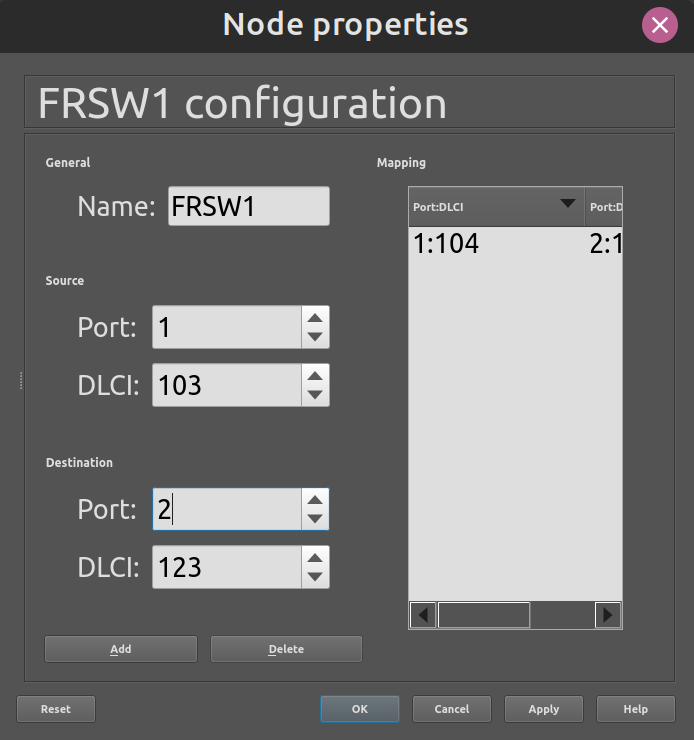 Node properties
FRSW1 configuration
General
Name: FRSW1
Source
Port: 1
DLCI: 103
Destination
Port: 2
DLCI: 123
Add Delete
Mapping
Port:DLCI Port:D
1:104 2:1
Reset OK Cancel Apply Help